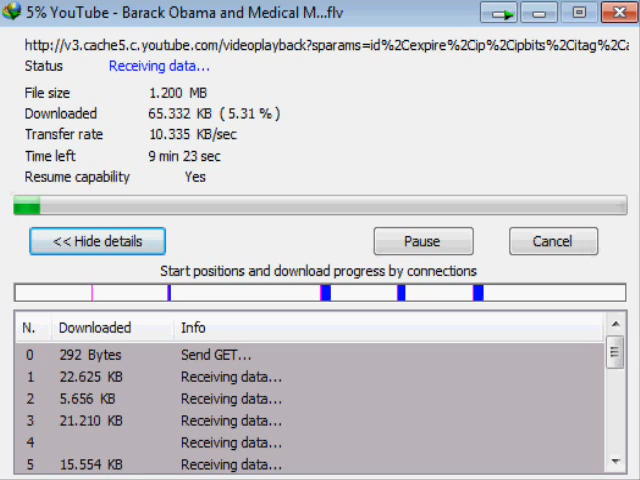 5% YouTube - Barack Obama and Medical M...flv
http://v3.cache5.c.youtube.com/videoplayback?sparams=id%2Cexpire%2Cip%2Cipbits%2Citag%2Ca
Status Receiving data...
File size 1.200 MB
Downloaded 65.332 KB ( 5.31 % )
Transfer rate 10.335 KB/sec
Time left 9 min 23 sec
Resume capability Yes
<< Hide details Pause Cancel
Start positions and download progress by connections
N. Downloaded Info
0 292 Bytes Send GET...
1 22.625 KB Receiving data...
2 5.656 KB Receiving data...
3 21.210 KB Receiving data...
4 Receiving data...
5 15.554 KB Receiving data...